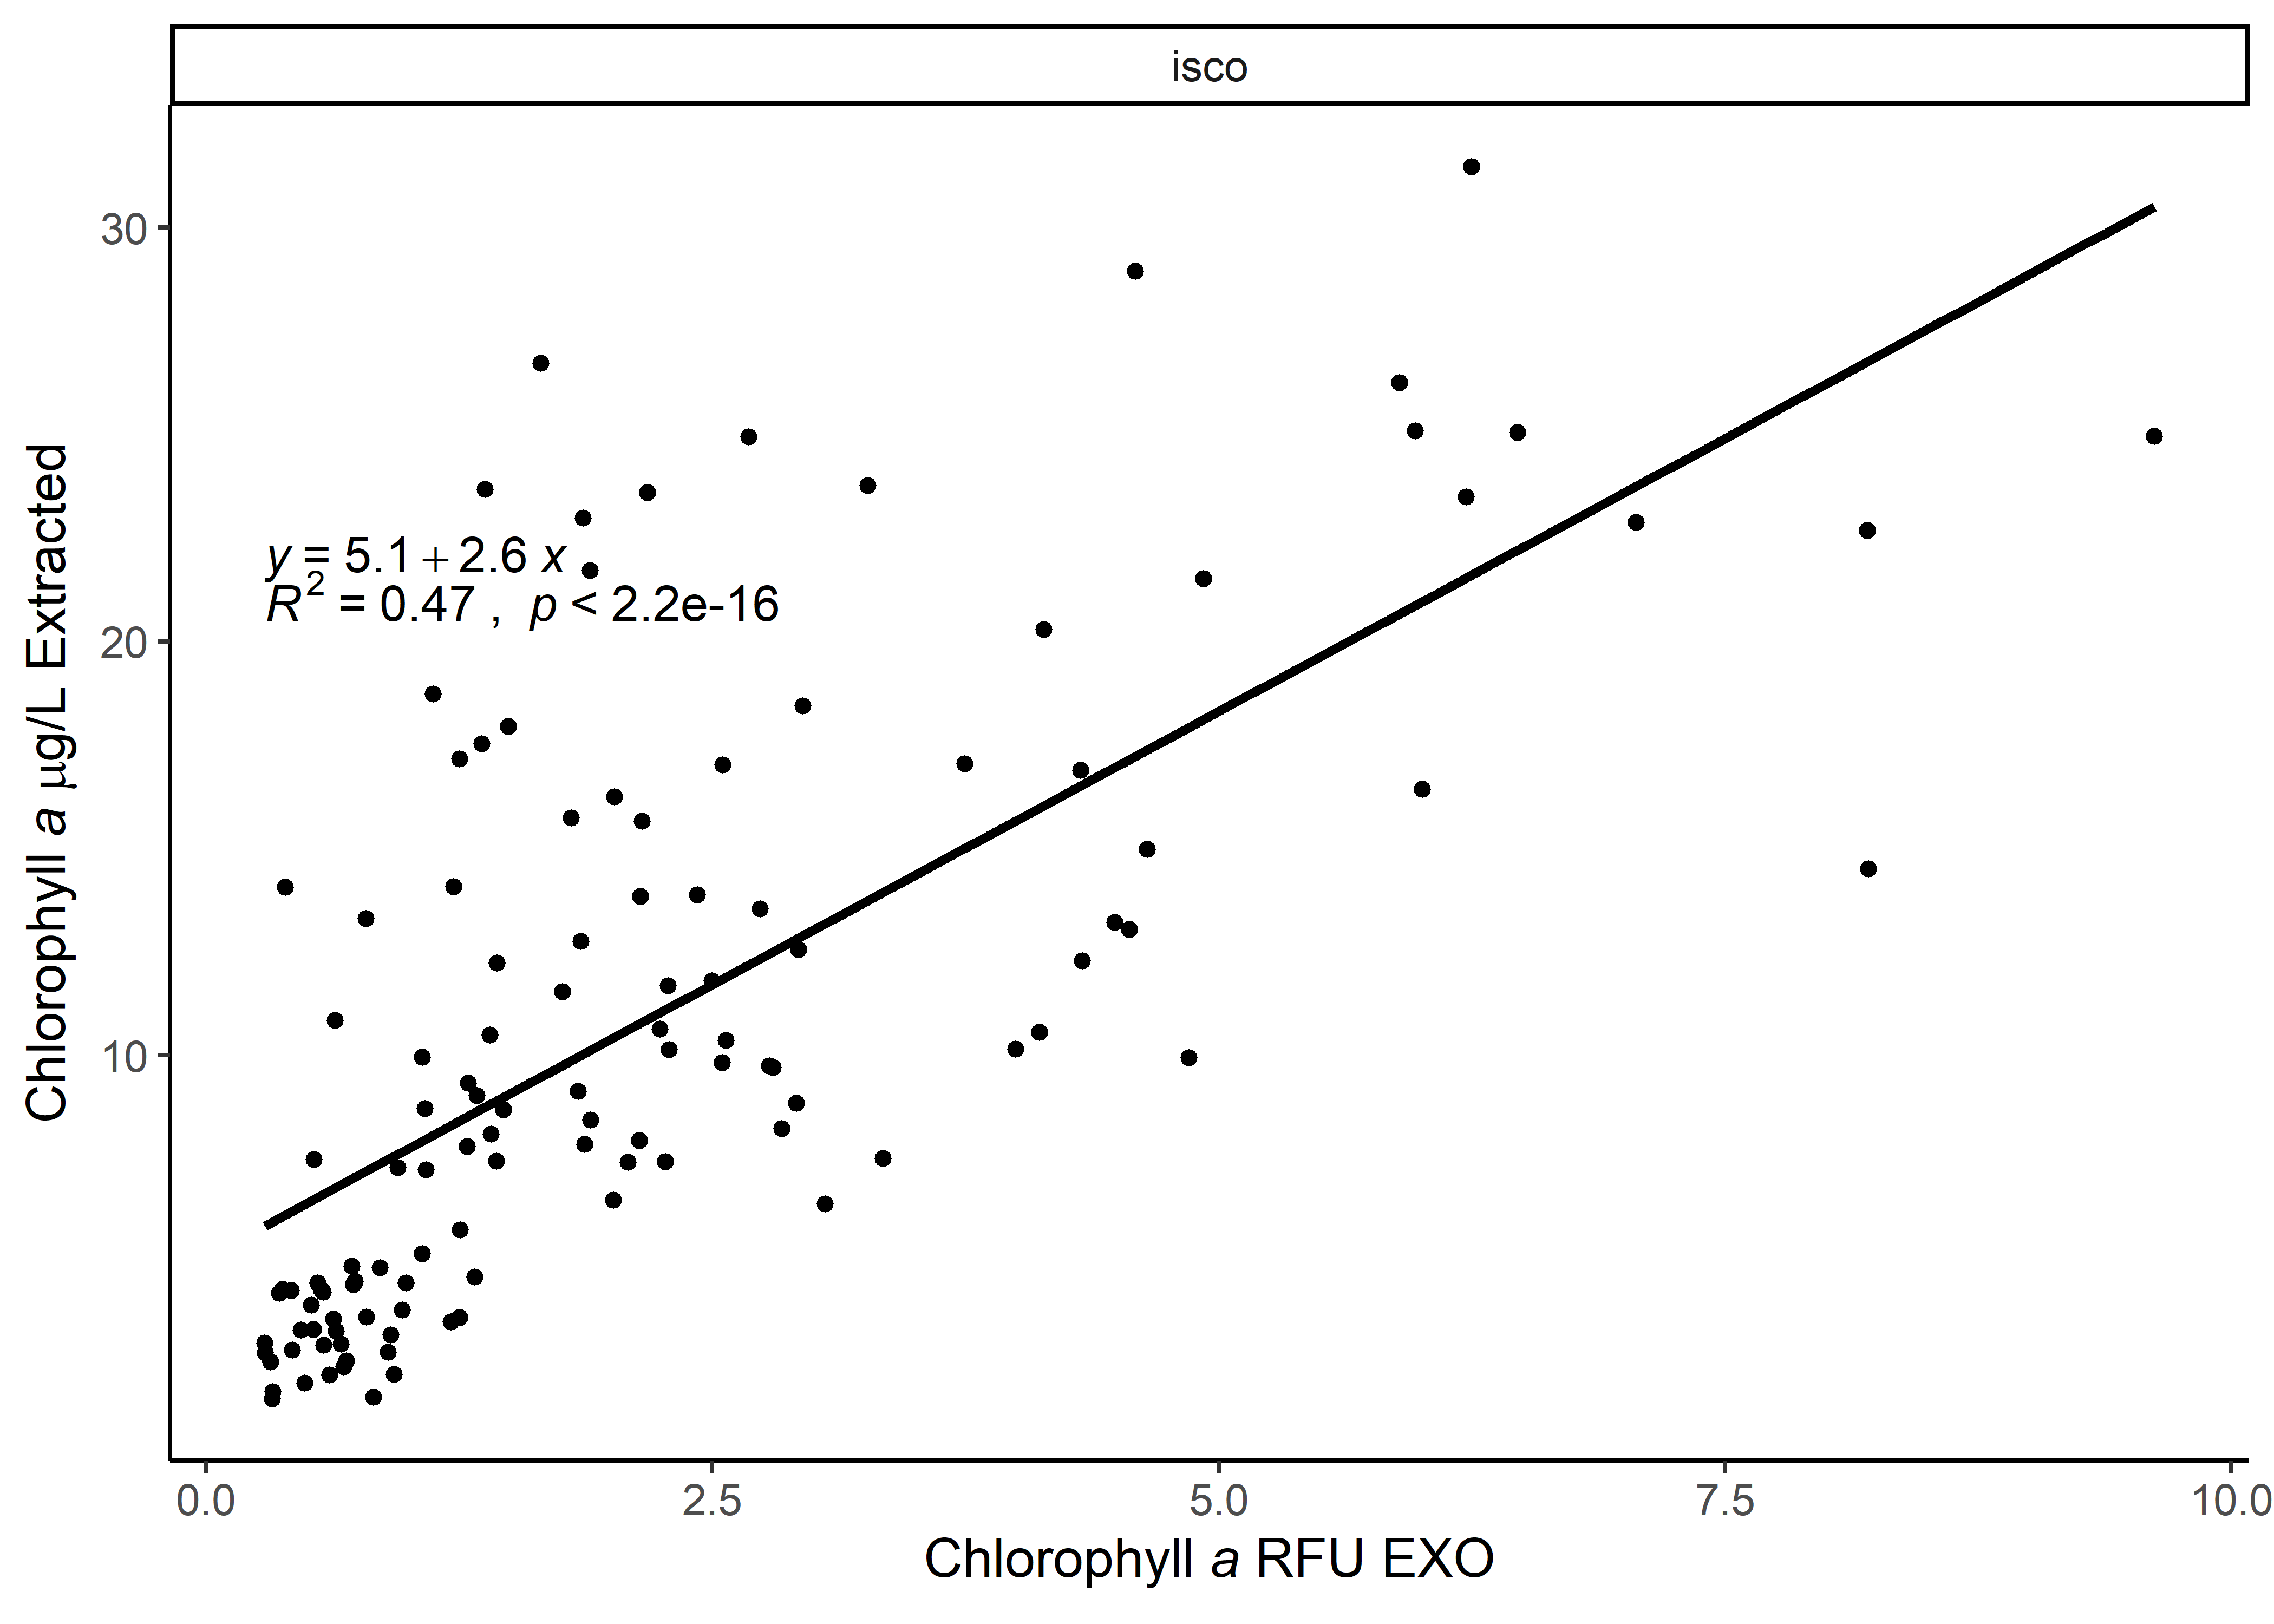 isco
Chlorophyll a µg/L Extracted
30
20
10
y = 5.1 + 2.6 x
R² = 0.47 , p < 2.2e-16
0.0 2.5 5.0 7.5 10.0
Chlorophyll a RFU EXO